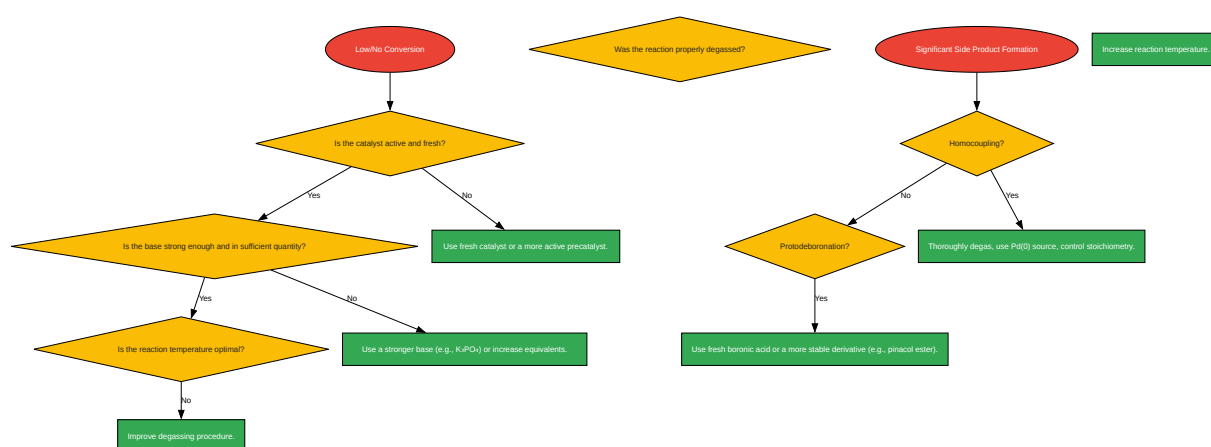 Low/No Conversion
Was the reaction properly degassed?
Significant Side Product Formation
Increase reaction temperature.
Is the catalyst active and fresh?
Homocoupling?
Yes
No
No
Yes
Is the base strong enough and in sufficient quantity?
Use fresh catalyst or a more active precatalyst.
Protodeboronation?
Thoroughly degas, use Pd(0) source, control stoichiometry.
Yes
No
Yes
Is the reaction temperature optimal?
Use a stronger base (e.g., K₃PO₄) or increase equivalents.
Use fresh boronic acid or a more stable derivative (e.g., pinacol ester).
No
Improve degassing procedure.